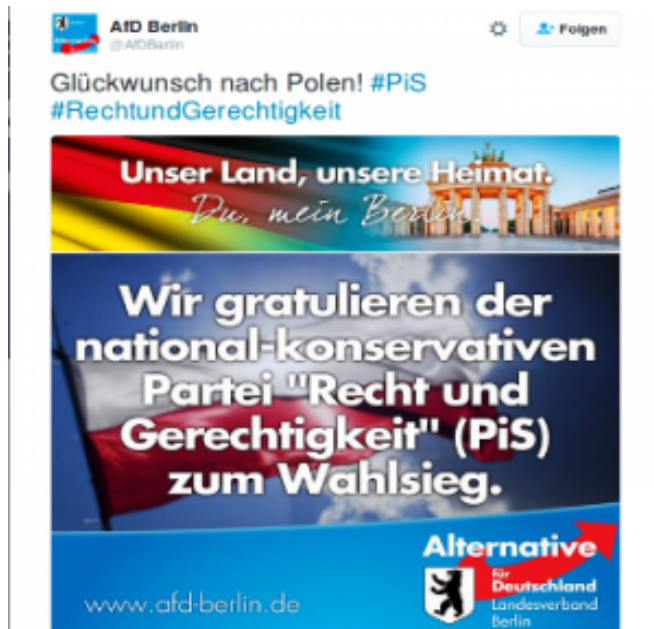 AfD Berlin
@AfDBerlin
Folgen
Glückwunsch nach Polen! #PiS
#RechtundGerechtigkeit
Unser Land, unsere Heimat.
Du, mein Berlin.
Wir gratulieren der
national-konservativen
Partei "Recht und
Gerechtigkeit" (PiS)
zum Wahlsieg.
Alternative
für
Deutschland
Landesverband
Berlin
www.afd-berlin.de